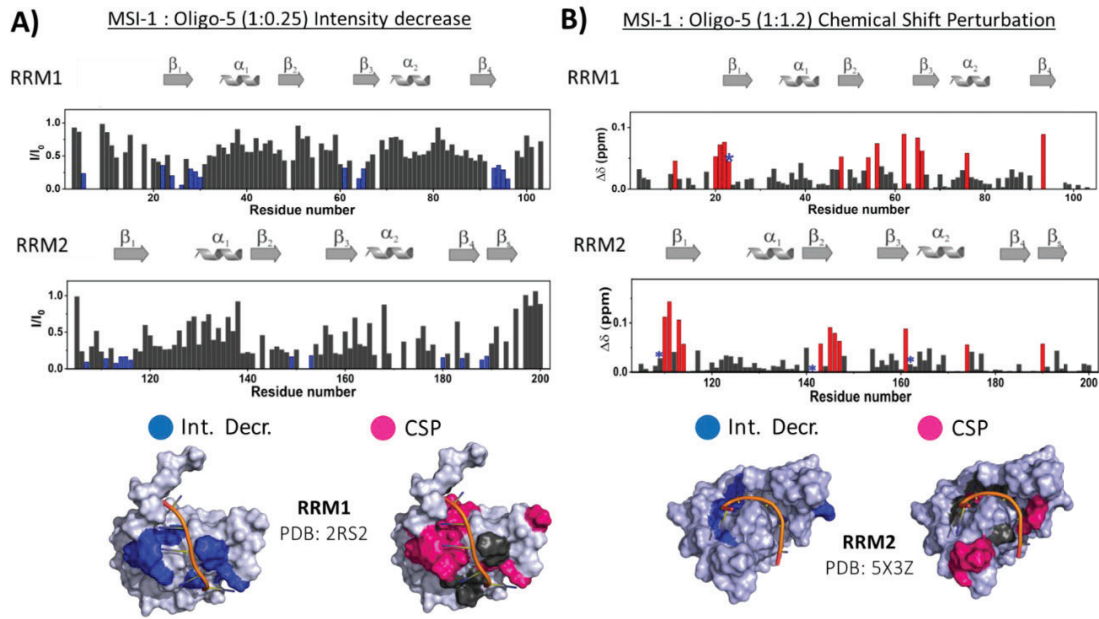 A)
MSI-1 : Oligo-5 (1:0.25) Intensity decrease
RRM1
β1 α1 β2 β3 α2 β4
I/I0
1.0
0.5
0.0
20 40 60 80 100
Residue number
RRM2
β1 α1 β2 β3 α2 β4 β5
I/I0
1.0
0.5
0.0
120 140 160 180 200
Residue number
Int. Decr.
CSP
RRM1
PDB: 2RS2
B)
MSI-1 : Oligo-5 (1:1.2) Chemical Shift Perturbation
RRM1
β1 α1 β2 β3 α2 β4
Δδ (ppm)
0.1
0.0
*
20 40 60 80 100
Residue number
RRM2
β1 α1 β2 β3 α2 β4 β5
Δδ (ppm)
0.1
0.0
* * *
120 140 160 180 200
Residue number
Int. Decr.
CSP
RRM2
PDB: 5X3Z